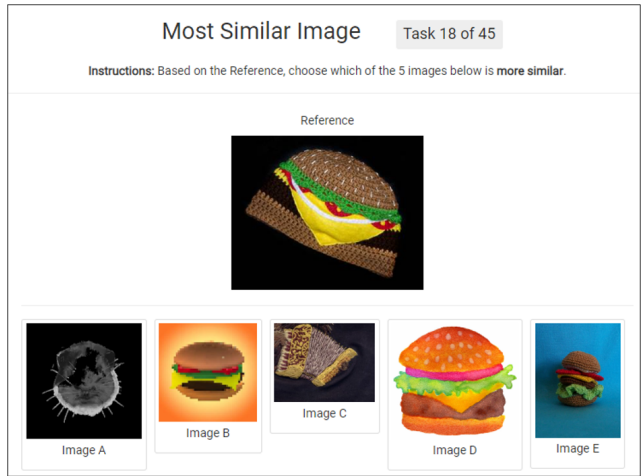 Most Similar Image
Task 18 of 45
Instructions: Based on the Reference, choose which of the 5 images below is more similar.
Reference
Image A
Image B
Image C
Image D
Image E